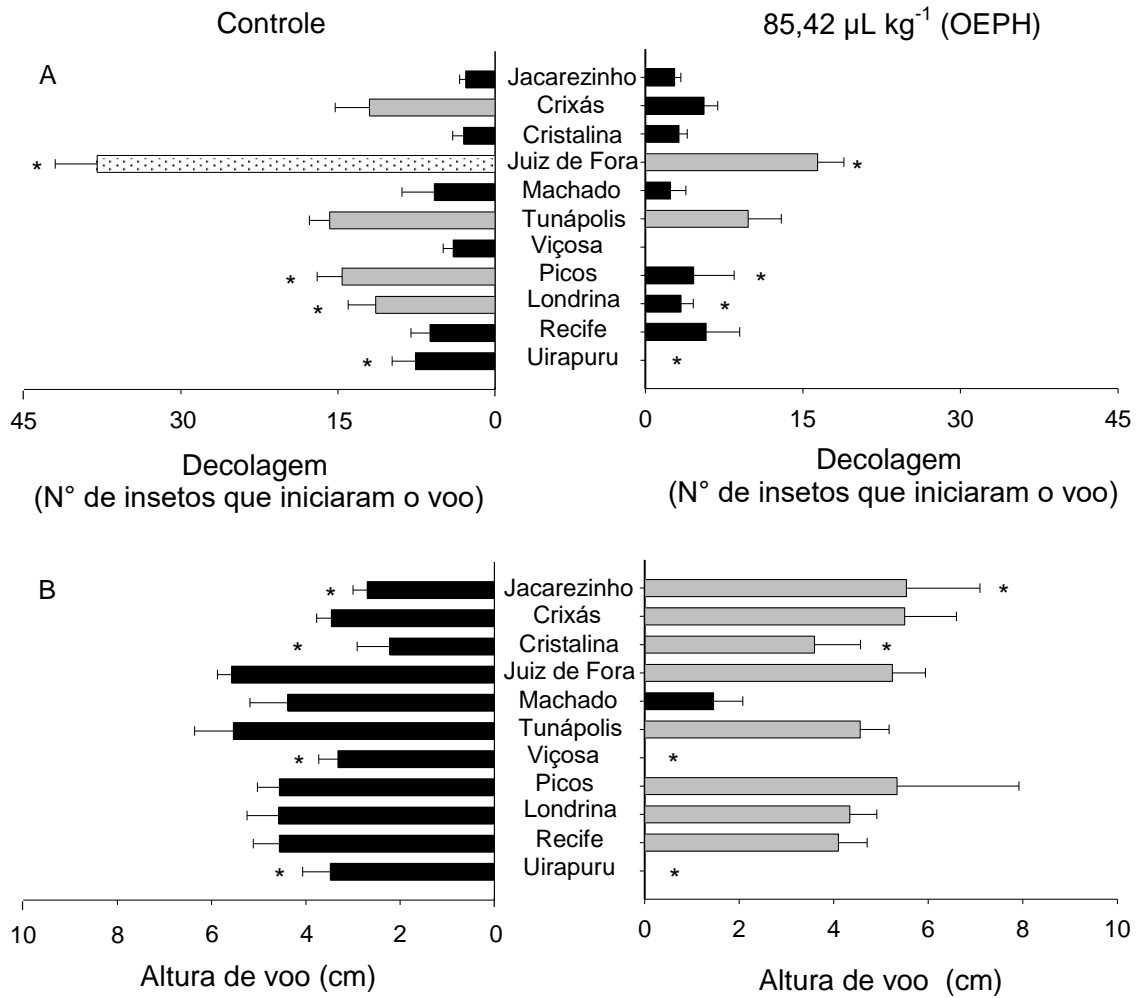 Controle
85,42 µL kg-1 (OEPH)
A
Jacarezinho
Crixás
Cristalina
* Juiz de Fora *
Machado
Tunápolis
Viçosa
* Picos *
* Londrina *
Recife
* Uirapuru *
45 30 15 0
0 15 30 45
Decolagem
(N° de insetos que iniciaram o voo)
Decolagem
(N° de insetos que iniciaram o voo)
B
* Jacarezinho *
Crixás
* Cristalina *
Juiz de Fora
Machado
Tunápolis
* Viçosa *
Picos
Londrina
Recife
* Uirapuru *
10 8 6 4 2 0
0 2 4 6 8 10
Altura de voo (cm)
Altura de voo (cm)